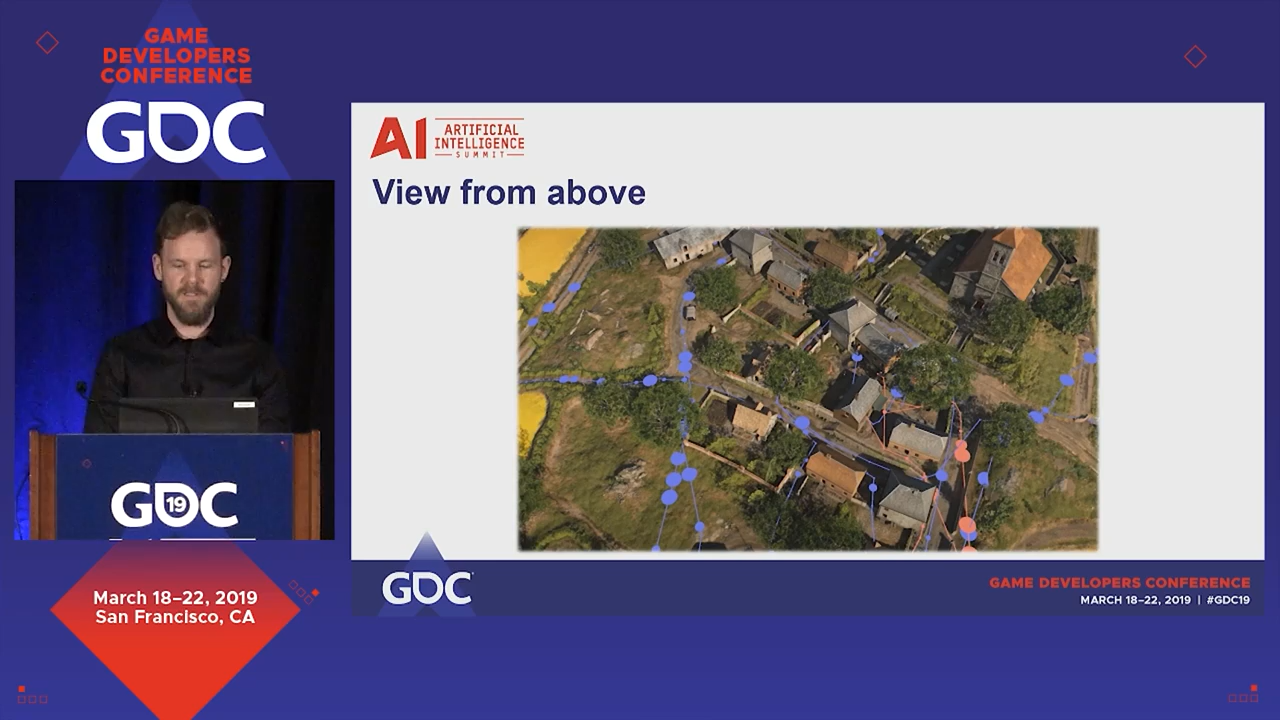 GAME
DEVELOPERS
CONFERENCE
GDC
GDC
19
March 18–22, 2019
San Francisco, CA
AI
ARTIFICIAL
INTELLIGENCE
SUMMIT
View from above
GDC
GAME DEVELOPERS CONFERENCE
MARCH 18–22, 2019 | #GDC19